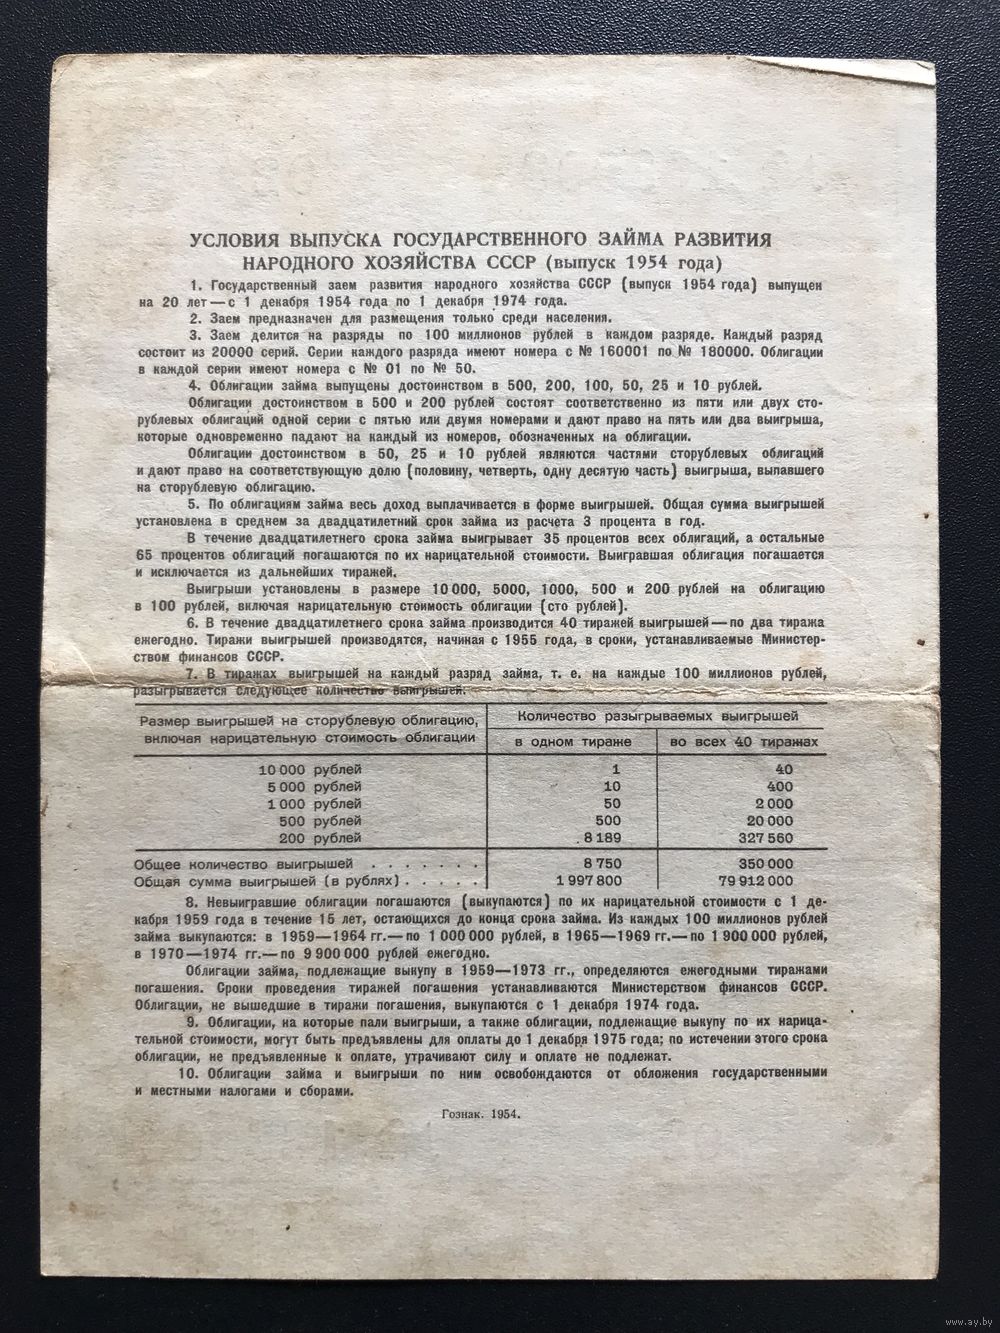 УСЛОВИЯ ВЫПУСКА ГОСУДАРСТВЕННОГО ЗАЙМА РАЗВИТИЯ
НАРОДНОГО ХОЗЯЙСТВА СССР (выпуск 1954 года)
1. Государственный заем развития народного хозяйства СССР (выпуск 1954 года) выпущен
на 20 лет—с 1 декабря 1954 года по 1 декабря 1974 года.
2. Заем предназначен для размещения только среди населения.
3. Заем делится на разряды по 100 миллионов рублей в каждом разряде. Каждый разряд
состоит из 20000 серий. Серии каждого разряда имеют номера с № 160001 по № 180000. Облигации
в каждой серии имеют номера с № 01 по № 50.
4. Облигации займа выпущены достоинством в 500, 200, 100, 50, 25 и 10 рублей.
Облигации достоинством в 500 и 200 рублей состоят соответственно из пяти или двух сто-
рублевых облигаций одной серии с пятью или двумя номерами и дают право на пять или два выигрыша,
которые одновременно падают на каждый из номеров, обозначенных на облигации.
Облигации достоинством в 50, 25 и 10 рублей являются частями сторублевых облигаций
и дают право на соответствующую долю (половину, четверть, одну десятую часть) выигрыша, выпавшего
на сторублевую облигацию.
5. По облигациям займа весь доход выплачивается в форме выигрышей. Общая сумма выигрышей
установлена в среднем за двадцатилетний срок займа из расчета 3 процента в год.
В течение двадцатилетнего срока займа выигрывает 35 процентов всех облигаций, а остальные
65 процентов облигаций погашаются по их нарицательной стоимости. Выигравшая облигация погашается
и исключается из дальнейших тиражей.
Выигрыши установлены в размере 10 000, 5000, 1000, 500 и 200 рублей на облигацию
в 100 рублей, включая нарицательную стоимость облигации (сто рублей).
6. В течение двадцатилетнего срока займа производится 40 тиражей выигрышей—по два тиража
ежегодно. Тиражи выигрышей производятся, начиная с 1955 года, в сроки, устанавливаемые Министер-
ством финансов СССР.
7. В тиражах выигрышей на каждый разряд займа, т. е. на каждые 100 миллионов рублей,
разыгрывается следующее количество выигрышей:
Размер выигрышей на сторублевую облигацию, включая нарицательную стоимость облигации
Количество разыгрываемых выигрышей
в одном тираже во всех 40 тиражах
10 000 рублей 1 40
5 000 рублей 10 400
1 000 рублей 50 2 000
500 рублей 500 20 000
200 рублей 8 189 327 560
Общее количество выигрышей . . . . . . . 8 750 350 000
Общая сумма выигрышей (в рублях) . . . . . 1 997 800 79 912 000
8. Невыигравшие облигации погашаются (выкупаются) по их нарицательной стоимости с 1 де-
кабря 1959 года в течение 15 лет, остающихся до конца срока займа. Из каждых 100 миллионов рублей
займа выкупаются: в 1959—1964 гг.—по 1 000 000 рублей, в 1965—1969 гг.—по 1 900 000 рублей,
в 1970—1974 гг.—по 9 900 000 рублей ежегодно.
Облигации займа, подлежащие выкупу в 1959—1973 гг., определяются ежегодными тиражами
погашения. Сроки проведения тиражей погашения устанавливаются Министерством финансов СССР.
Облигации, не вышедшие в тиражи погашения, выкупаются с 1 декабря 1974 года.
9. Облигации, на которые пали выигрыши, а также облигации, подлежащие выкупу по их нарица-
тельной стоимости, могут быть предъявлены для оплаты до 1 декабря 1975 года; по истечении этого срока
облигации, не предъявленные к оплате, утрачивают силу и оплате не подлежат.
10. Облигации займа и выигрыши по ним освобождаются от обложения государственными
и местными налогами и сборами.
Гознак. 1954.
www.ay.by